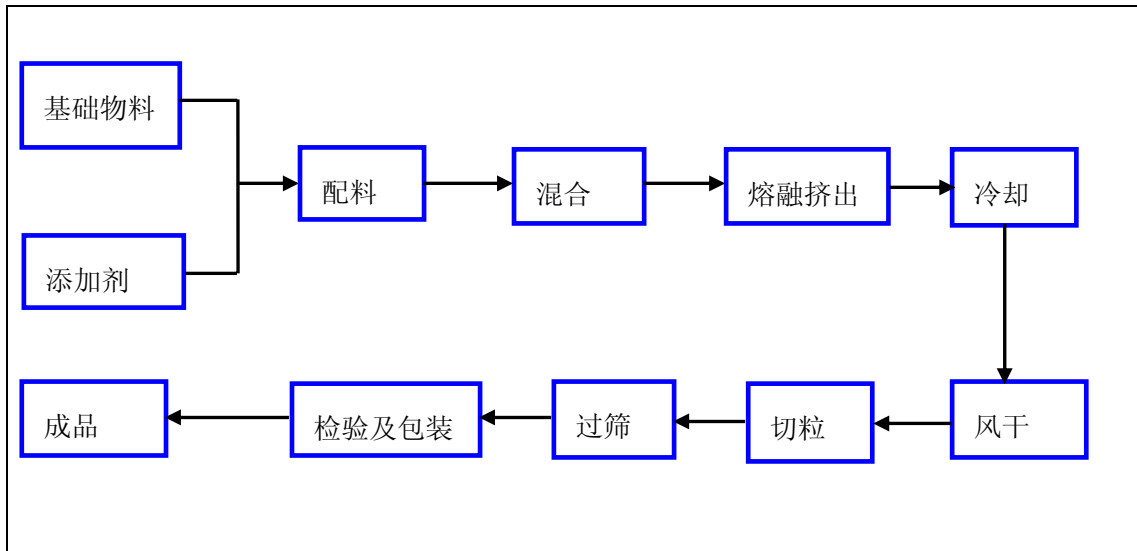 基础物料
添加剂
配料
混合
熔融挤出
冷却
风干
切粒
过筛
检验及包装
成品